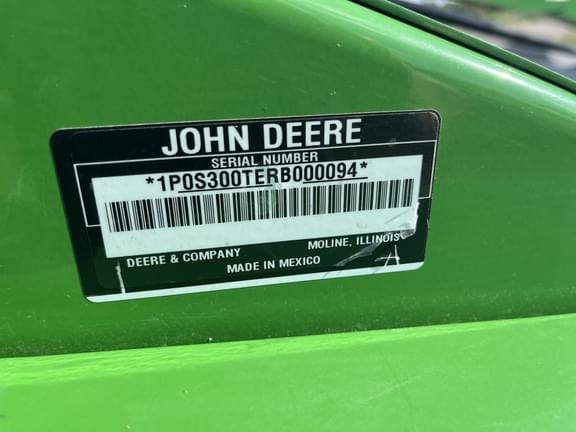 JOHN DEERE
SERIAL NUMBER
*1P0S300TERB000094*
DEERE & COMPANY MOLINE, ILLINOIS
MADE IN MEXICO